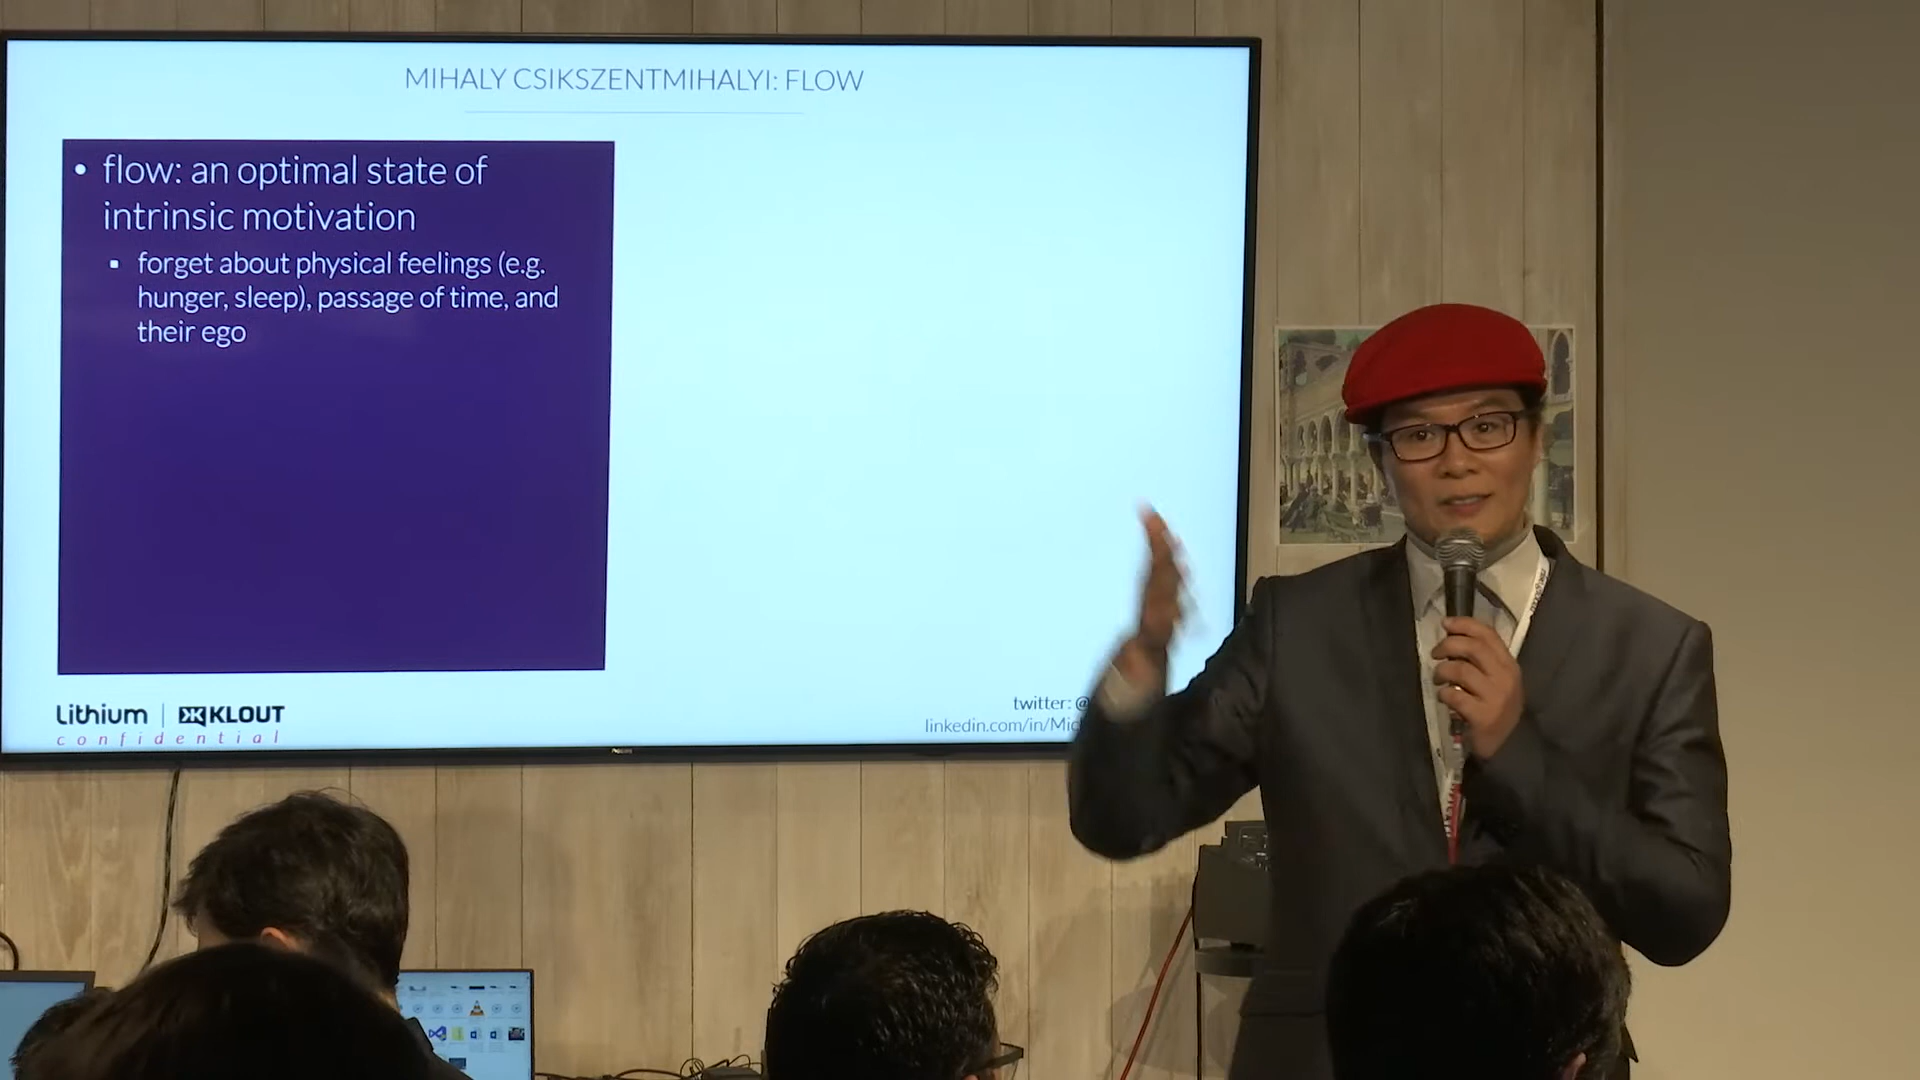 MIHALY CSIKSZENTMIHALYI: FLOW
• flow: an optimal state of
intrinsic motivation
▪ forget about physical feelings (e.g.
hunger, sleep), passage of time, and
their ego
Lithium | KLOUT
confidential
twitter: @
linkedin.com/in/Mic